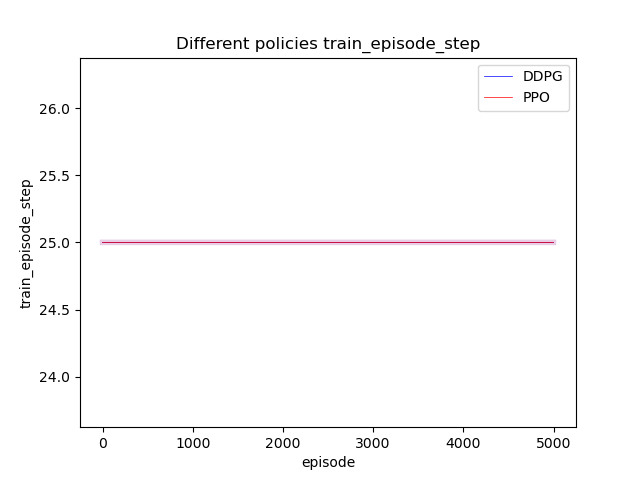 Different policies train_episode_step
DDPG
PPO
26.0
25.5
25.0
24.5
24.0
train_episode_step
0 1000 2000 3000 4000 5000
episode